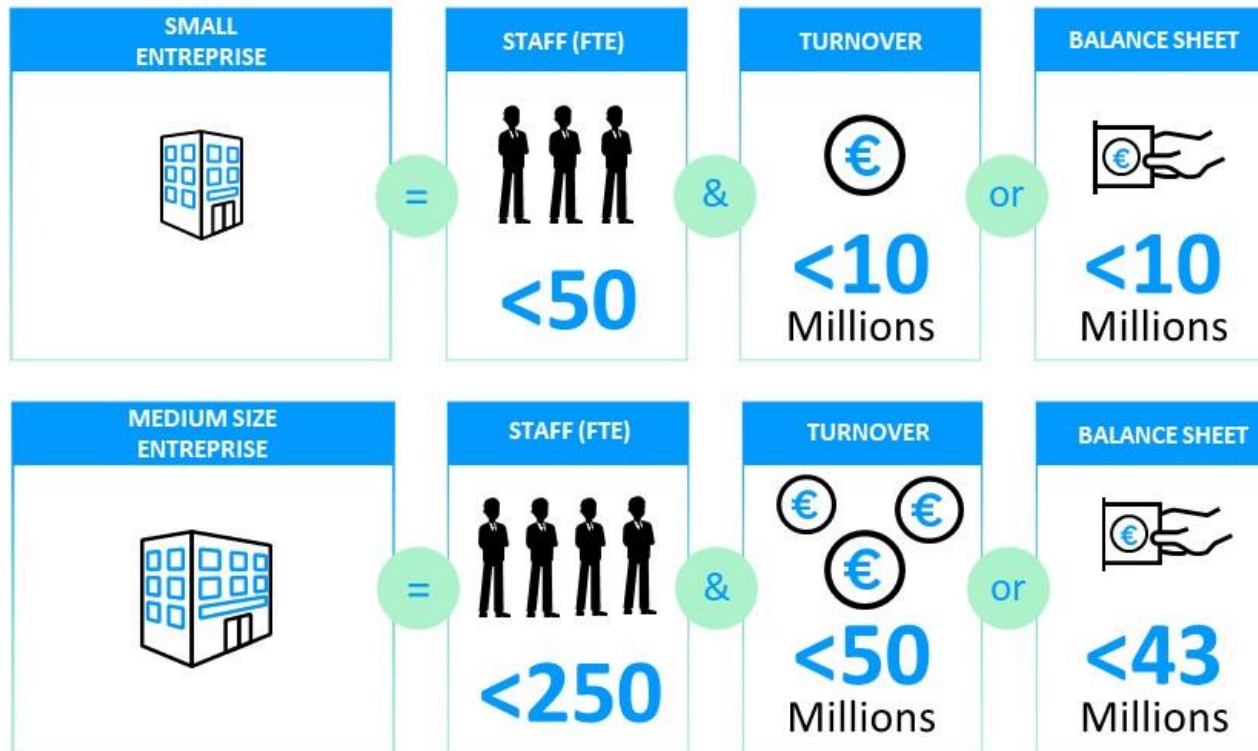 SMALL
ENTREPRISE
=
STAFF (FTE)
<50
&
TURNOVER
€
<10
Millions
or
BALANCE SHEET
€
<10
Millions
MEDIUM SIZE
ENTREPRISE
=
STAFF (FTE)
<250
&
TURNOVER
€ €
€
<50
Millions
or
BALANCE SHEET
€
<43
Millions